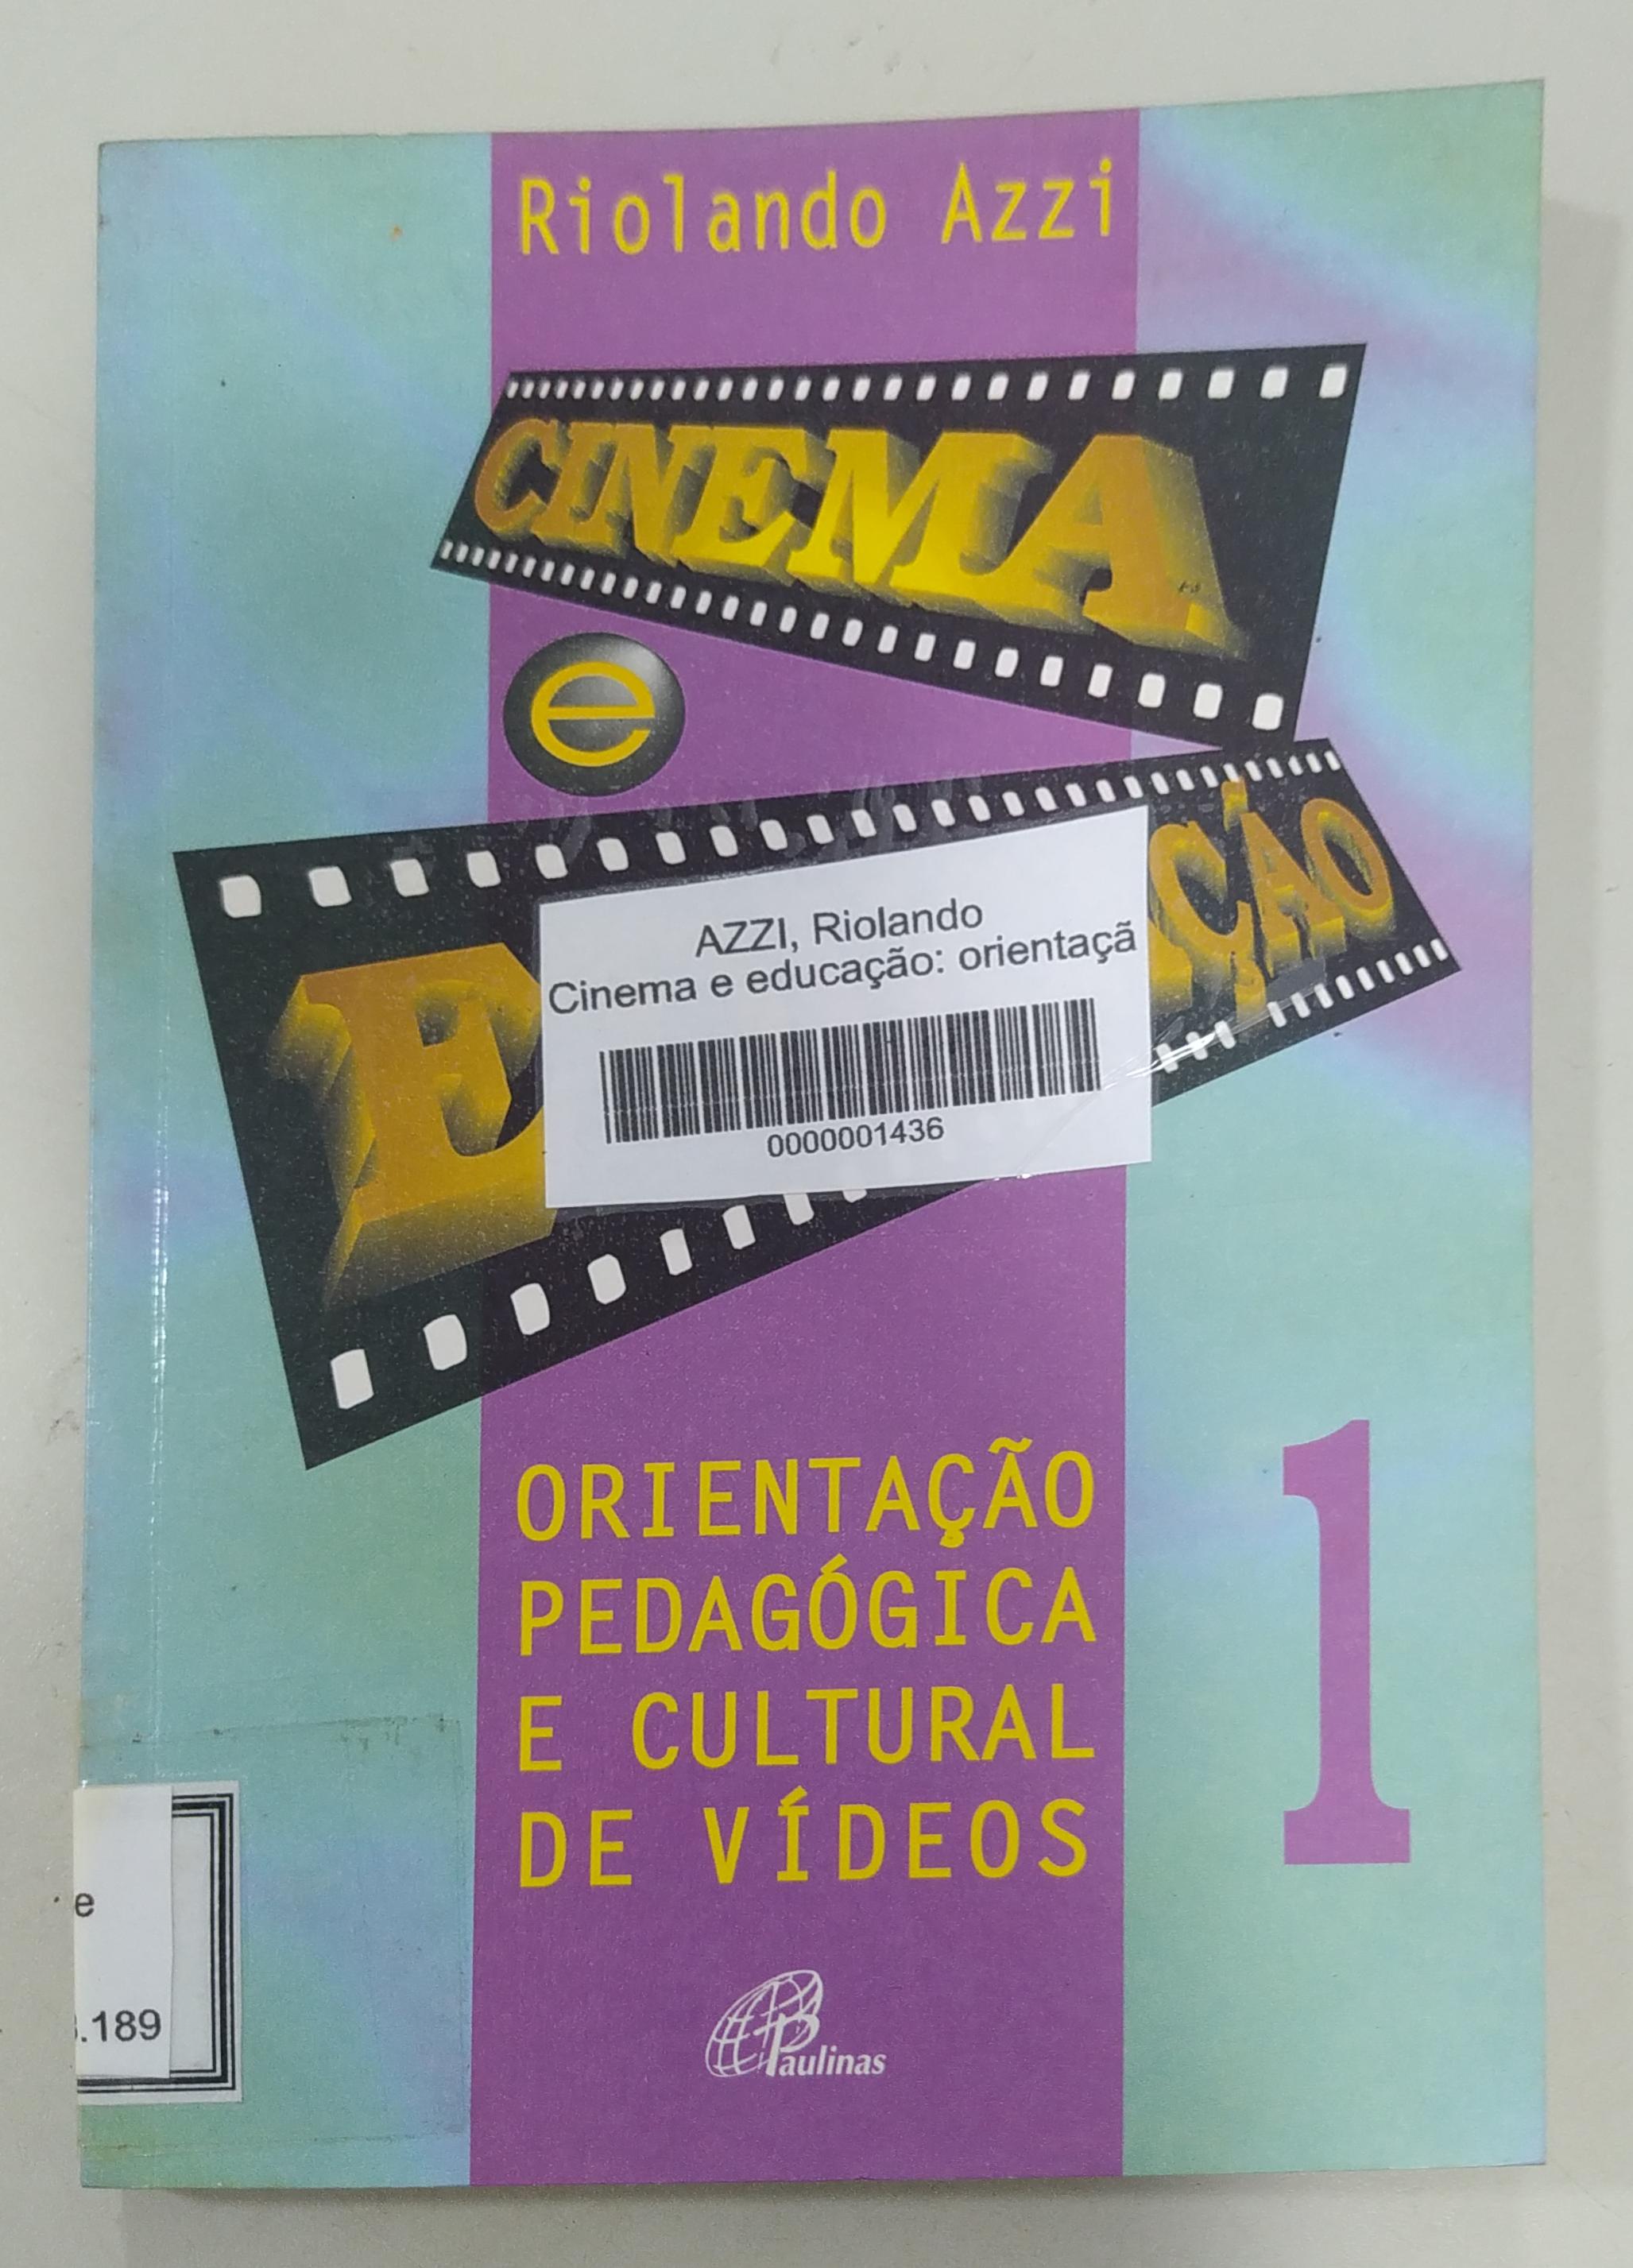 Riolando Azzi
CINEMA
e
E
ÇÃO
AZZI, Riolando
Cinema e educação: orientaçã
0000001436
ORIENTAÇÃO
PEDAGÓGICA
E CULTURAL
DE VÍDEOS
1
e
.189
Paulinas